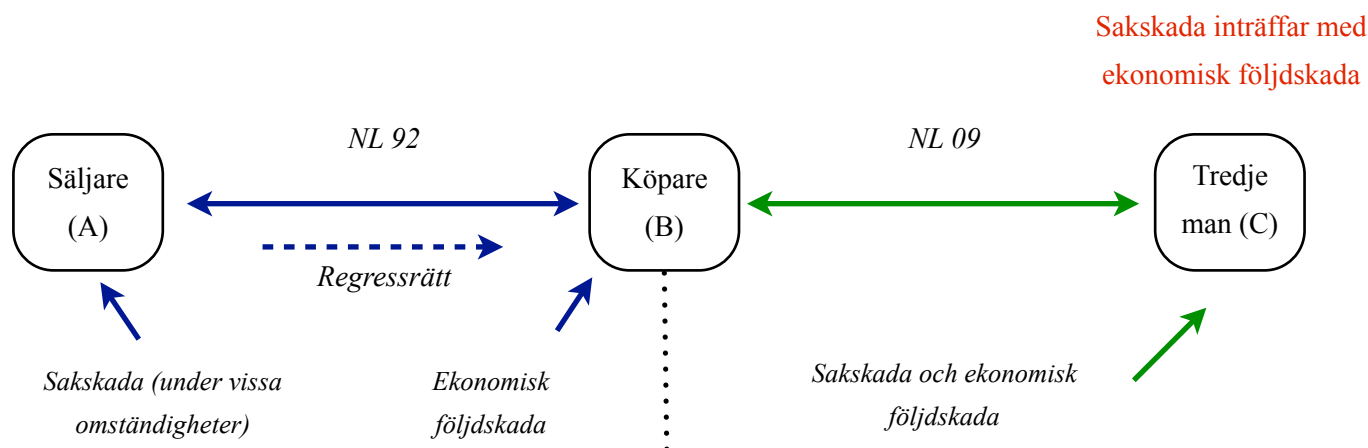 Sakskada inträffar med
ekonomisk följdskada
NL 92
NL 09
Säljare
(A)
Köpare
(B)
Tredje
man (C)
Regressrätt
Sakskada (under vissa
omständigheter)
Ekonomisk
följdskada
Sakskada och ekonomisk
följdskada